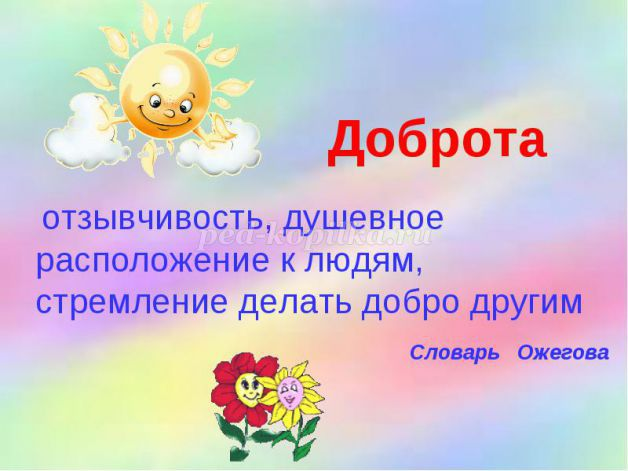 Доброта
отзывчивость, душевное
расположение к людям,
стремление делать добро другим
Словарь Ожегова